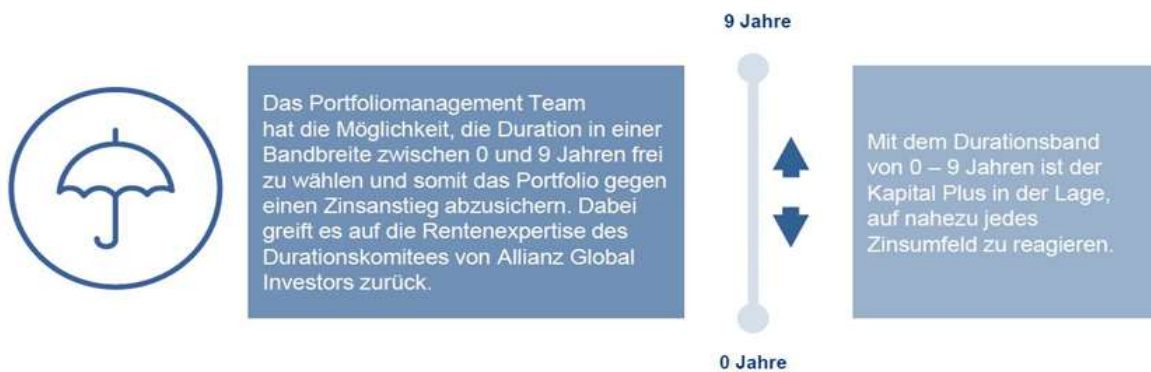 9 Jahre
Das Portfoliomanagement Team
hat die Möglichkeit, die Duration in einer
Bandbreite zwischen 0 und 9 Jahren frei
zu wählen und somit das Portfolio gegen
einen Zinsanstieg abzusichern. Dabei
greift es auf die Rentenexpertise des
Durationskomitees von Allianz Global
Investors zurück.
Mit dem Durationsband
von 0 – 9 Jahren ist der
Kapital Plus in der Lage,
auf nahezu jedes
Zinsumfeld zu reagieren.
0 Jahre